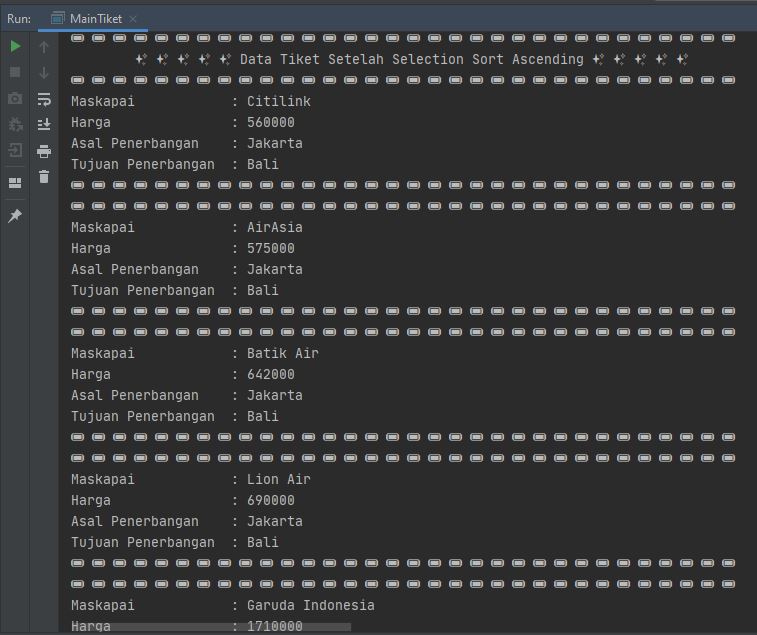 Run: MainTiket
Data Tiket Setelah Selection Sort Ascending
Maskapai : Citilink
Harga : 560000
Asal Penerbangan : Jakarta
Tujuan Penerbangan : Bali
Maskapai : AirAsia
Harga : 575000
Asal Penerbangan : Jakarta
Tujuan Penerbangan : Bali
Maskapai : Batik Air
Harga : 642000
Asal Penerbangan : Jakarta
Tujuan Penerbangan : Bali
Maskapai : Lion Air
Harga : 690000
Asal Penerbangan : Jakarta
Tujuan Penerbangan : Bali
Maskapai : Garuda Indonesia
Harga : 1710000